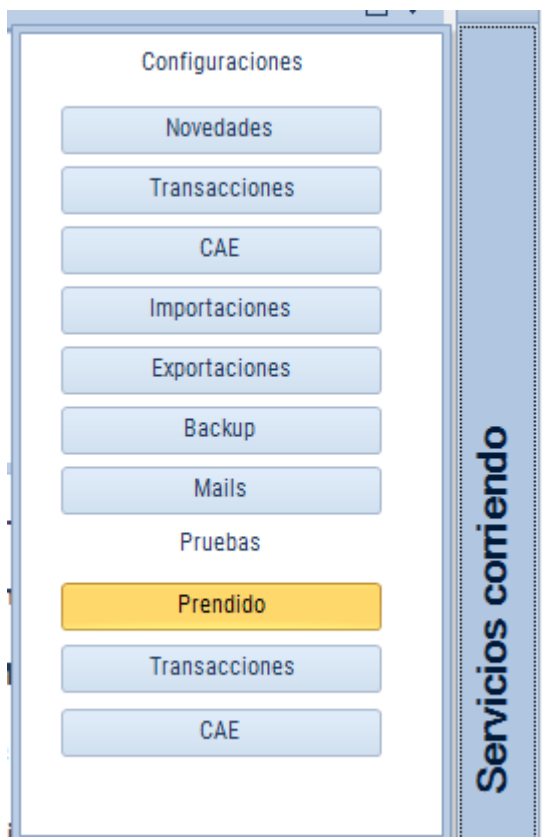 Configuraciones
Novedades
Transacciones
CAE
Importaciones
Exportaciones
Backup
Mails
Pruebas
Prendido
Transacciones
CAE
Servicios corriendo